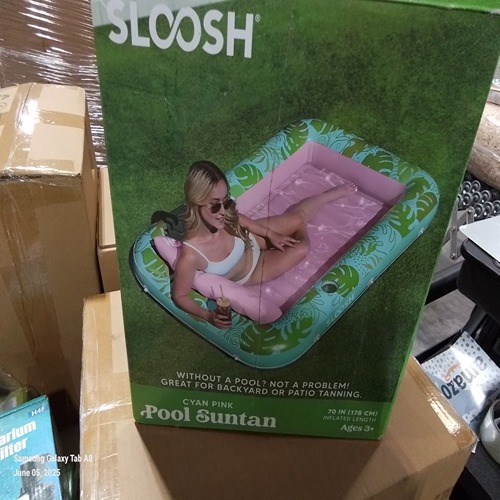 SLOOSH®
WITHOUT A POOL? NOT A PROBLEM!
GREAT FOR BACKYARD OR PATIO TANNING.
CYAN PINK
Pool Suntan
70 IN (178 CM)
INFLATED LENGTH
Ages 3+
amazo
Samsung Galaxy Tab A8
June 05, 2025